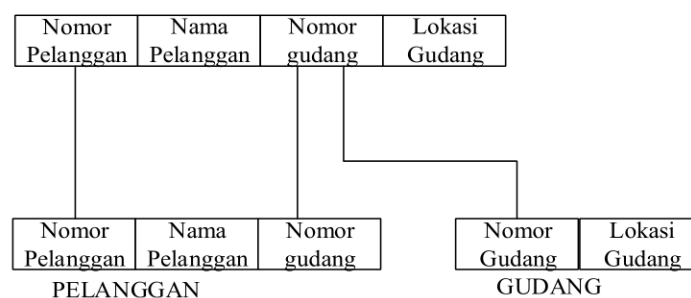 Nomor Nama Nomor Lokasi
Pelanggan Pelanggan gudang Gudang
Nomor Nama Nomor Nomor Lokasi
Pelanggan Pelanggan gudang Gudang Gudang
PELANGGAN GUDANG